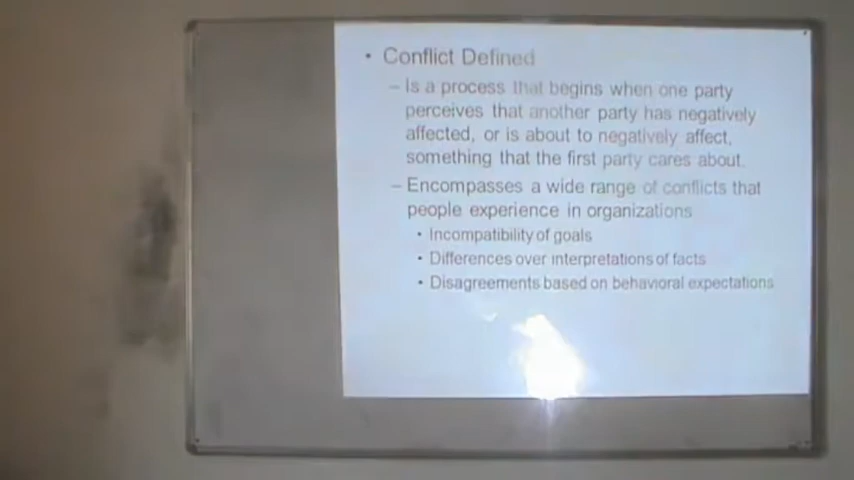 • Conflict Defined
– Is a process that begins when one party
perceives that another party has negatively
affected, or is about to negatively affect,
something that the first party cares about.
– Encompasses a wide range of conflicts that
people experience in organizations
• Incompatibility of goals
• Differences over interpretations of facts
• Disagreements based on behavioral expectations